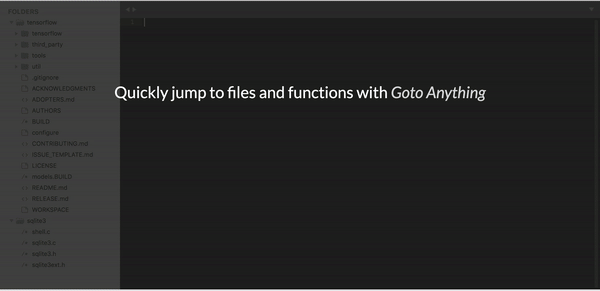 FOLDERS
tensorflow
tensorflow
third_party
tools
util
.gitignore
ACKNOWLEDGMENTS
ADOPTERS.md
AUTHORS
BUILD
configure
CONTRIBUTING.md
ISSUE_TEMPLATE.md
LICENSE
models.BUILD
README.md
RELEASE.md
WORKSPACE
sqlite3
shell.c
sqlite3.c
sqlite3.h
sqlite3ext.h
1
Quickly jump to files and functions with Goto Anything